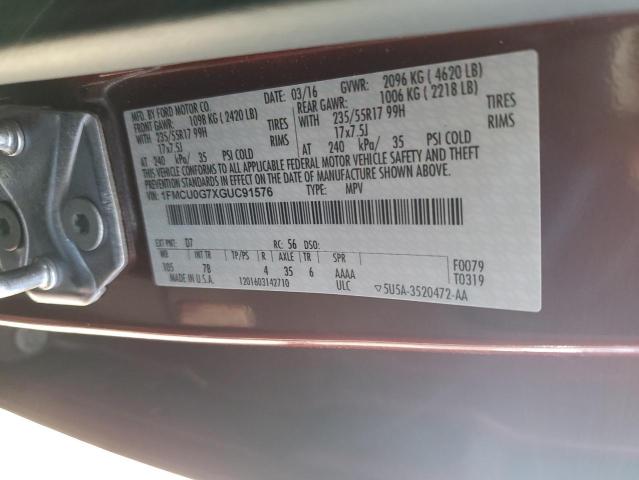 MFD. BY FORD MOTOR CO.
DATE: 03/16 GVWR: 2096 KG ( 4620 LB)
FRONT GAWR: 1098 KG ( 2420 LB) REAR GAWR: 1006 KG ( 2218 LB)
WITH 235/55R17 99H TIRES WITH 235/55R17 99H TIRES
17x7.5J RIMS 17x7.5J RIMS
AT 240 kPa/ 35 PSI COLD AT 240 kPa/ 35 PSI COLD
THIS VEHICLE CONFORMS TO ALL APPLICABLE FEDERAL MOTOR VEHICLE SAFETY AND THEFT
PREVENTION STANDARDS IN EFFECT ON THE DATE OF MANUFACTURE SHOWN ABOVE.
1FMCU0G7XGUC91576 TYPE: MPV
EXT PNT: D7 RC: 56 DSO:
WB INT TR TP/PS R AXLE TR SPR
105 78 4 35 6 AAAA F0079
MADE IN U.S.A. 1201603142710 ULC T0319
5U5A-3520472-AA